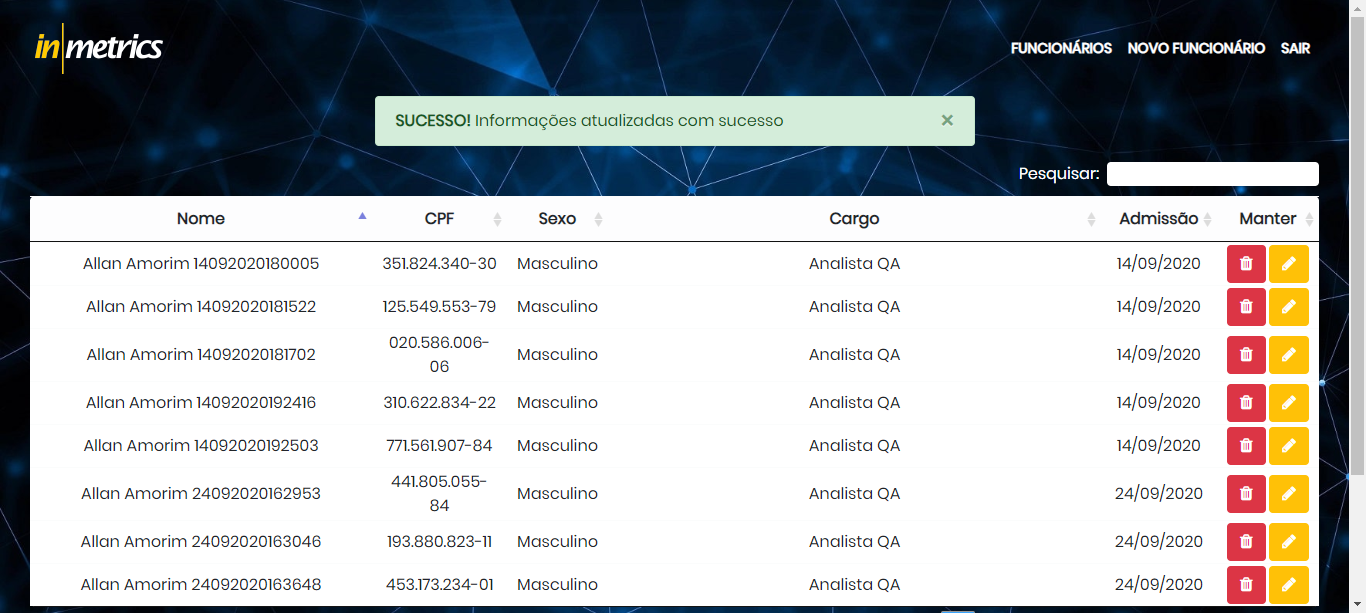 in|metrics
FUNCIONÁRIOS NOVO FUNCIONÁRIO SAIR
SUCESSO! Informações atualizadas com sucesso ×
Pesquisar:
Nome CPF Sexo Cargo Admissão Manter
Allan Amorim 14092020180005 351.824.340-30 Masculino Analista QA 14/09/2020
Allan Amorim 14092020181522 125.549.553-79 Masculino Analista QA 14/09/2020
Allan Amorim 14092020181702 020.586.006-06 Masculino Analista QA 14/09/2020
Allan Amorim 14092020192416 310.622.834-22 Masculino Analista QA 14/09/2020
Allan Amorim 14092020192503 771.561.907-84 Masculino Analista QA 14/09/2020
Allan Amorim 24092020162953 441.805.055-84 Masculino Analista QA 24/09/2020
Allan Amorim 24092020163046 193.880.823-11 Masculino Analista QA 24/09/2020
Allan Amorim 24092020163648 453.173.234-01 Masculino Analista QA 24/09/2020